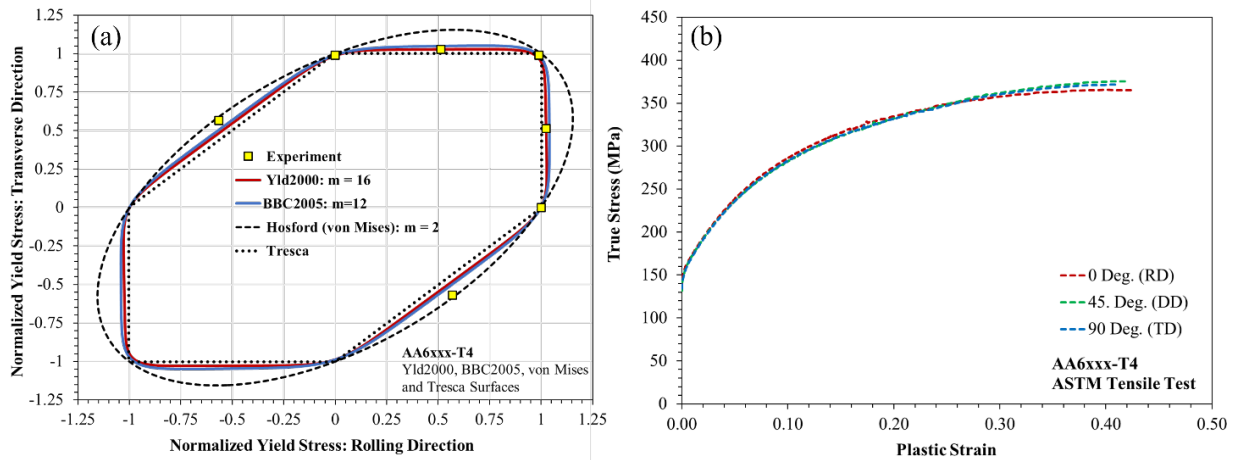 (a)
Normalized Yield Stress: Transverse Direction
1.25
1
0.75
0.5
0.25
0
-0.25
-0.5
-0.75
-1
-1.25
Experiment
Yld2000: m = 16
BBC2005: m=12
Hosford (von Mises): m = 2
Tresca
AA6xxx-T4
Yld2000, BBC2005, von Mises
and Tresca Surfaces
-1.25 -1 -0.75 -0.5 -0.25 0 0.25 0.5 0.75 1 1.25
Normalized Yield Stress: Rolling Direction
(b)
True Stress (MPa)
450
400
350
300
250
200
150
100
50
0
0 Deg. (RD)
45. Deg. (DD)
90 Deg. (TD)
AA6xxx-T4
ASTM Tensile Test
0.00 0.10 0.20 0.30 0.40 0.50
Plastic Strain